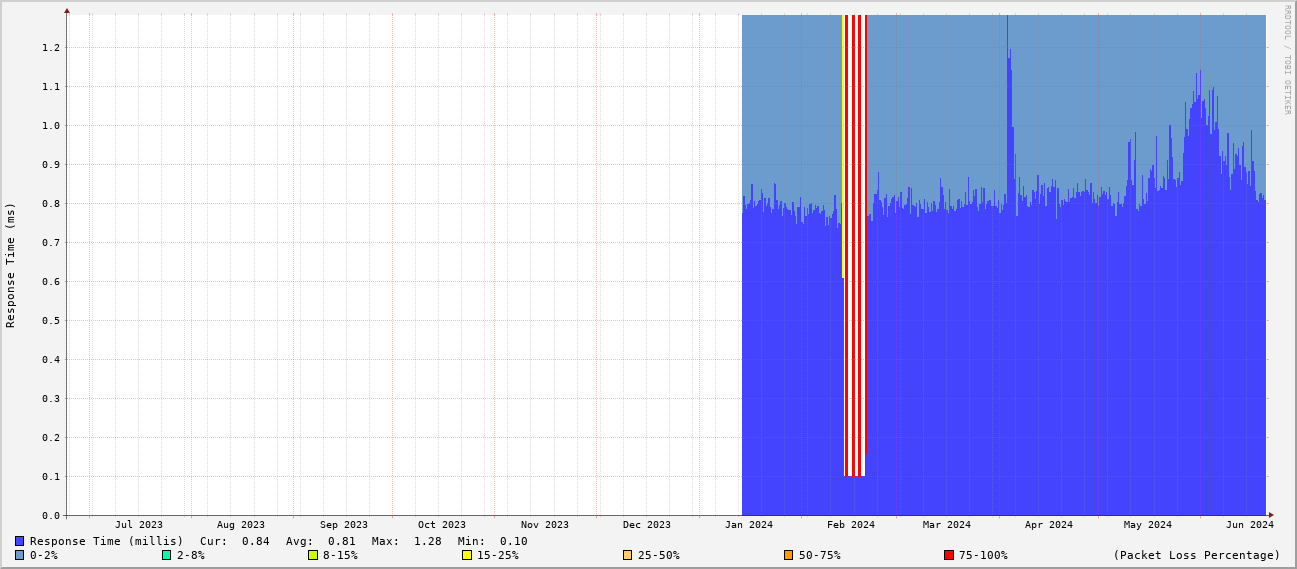 RRDTOOL / TOBI OETIKER
Response Time (ms)
1.2
1.1
1.0
0.9
0.8
0.7
0.6
0.5
0.4
0.3
0.2
0.1
0.0
Jul 2023 Aug 2023 Sep 2023 Oct 2023 Nov 2023 Dec 2023 Jan 2024 Feb 2024 Mar 2024 Apr 2024 May 2024 Jun 2024
Response Time (millis) Cur: 0.84 Avg: 0.81 Max: 1.28 Min: 0.10
0-2% 2-8% 8-15% 15-25% 25-50% 50-75% 75-100% (Packet Loss Percentage)